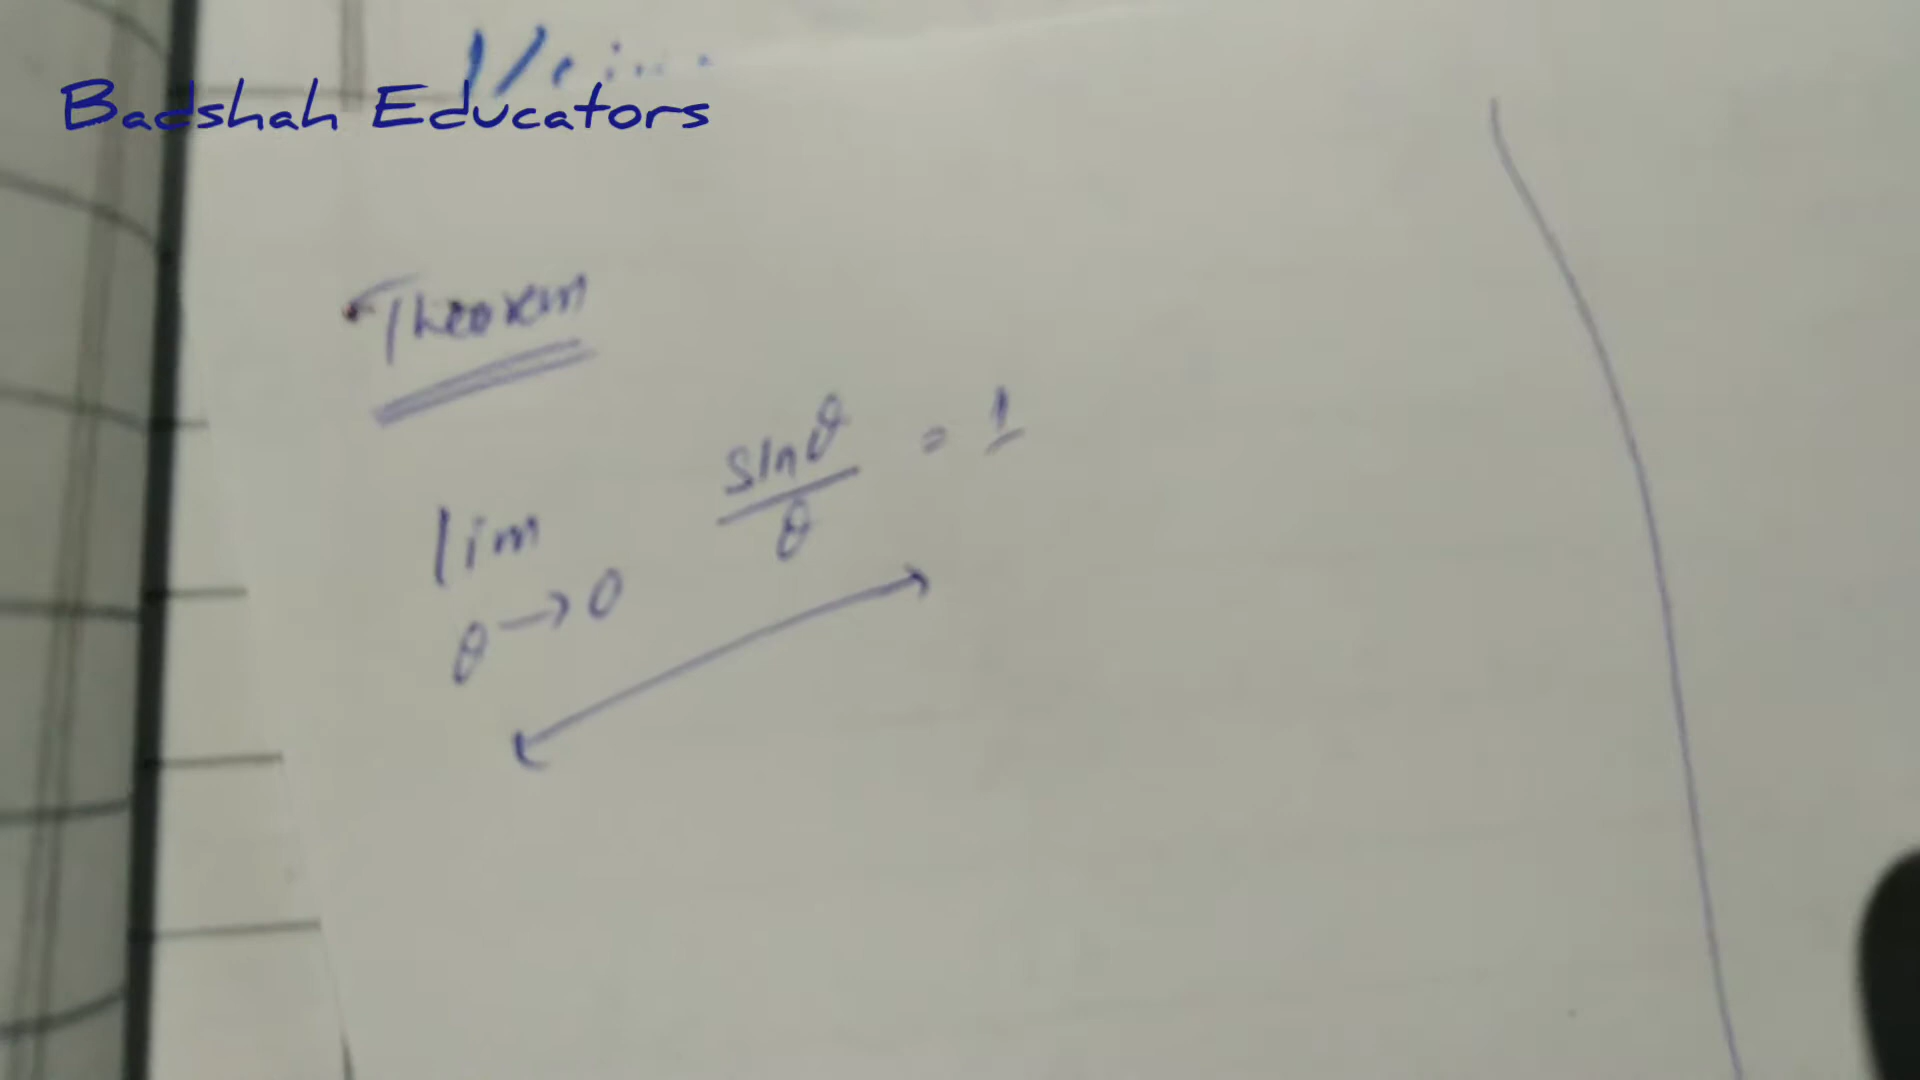 Badshah Educators
Theorem
lim sinθ/θ = 1
θ→0